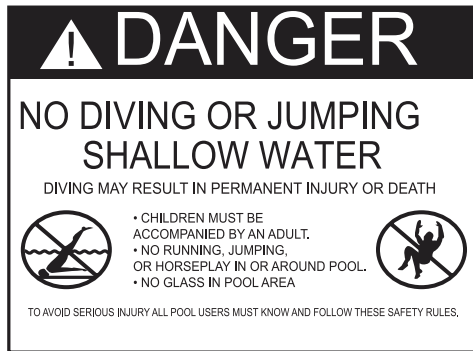 DANGER
NO DIVING OR JUMPING
SHALLOW WATER
DIVING MAY RESULT IN PERMANENT INJURY OR DEATH
• CHILDREN MUST BE
ACCOMPANIED BY AN ADULT.
• NO RUNNING, JUMPING,
OR HORSEPLAY IN OR AROUND POOL.
• NO GLASS IN POOL AREA
TO AVOID SERIOUS INJURY ALL POOL USERS MUST KNOW AND FOLLOW THESE SAFETY RULES.